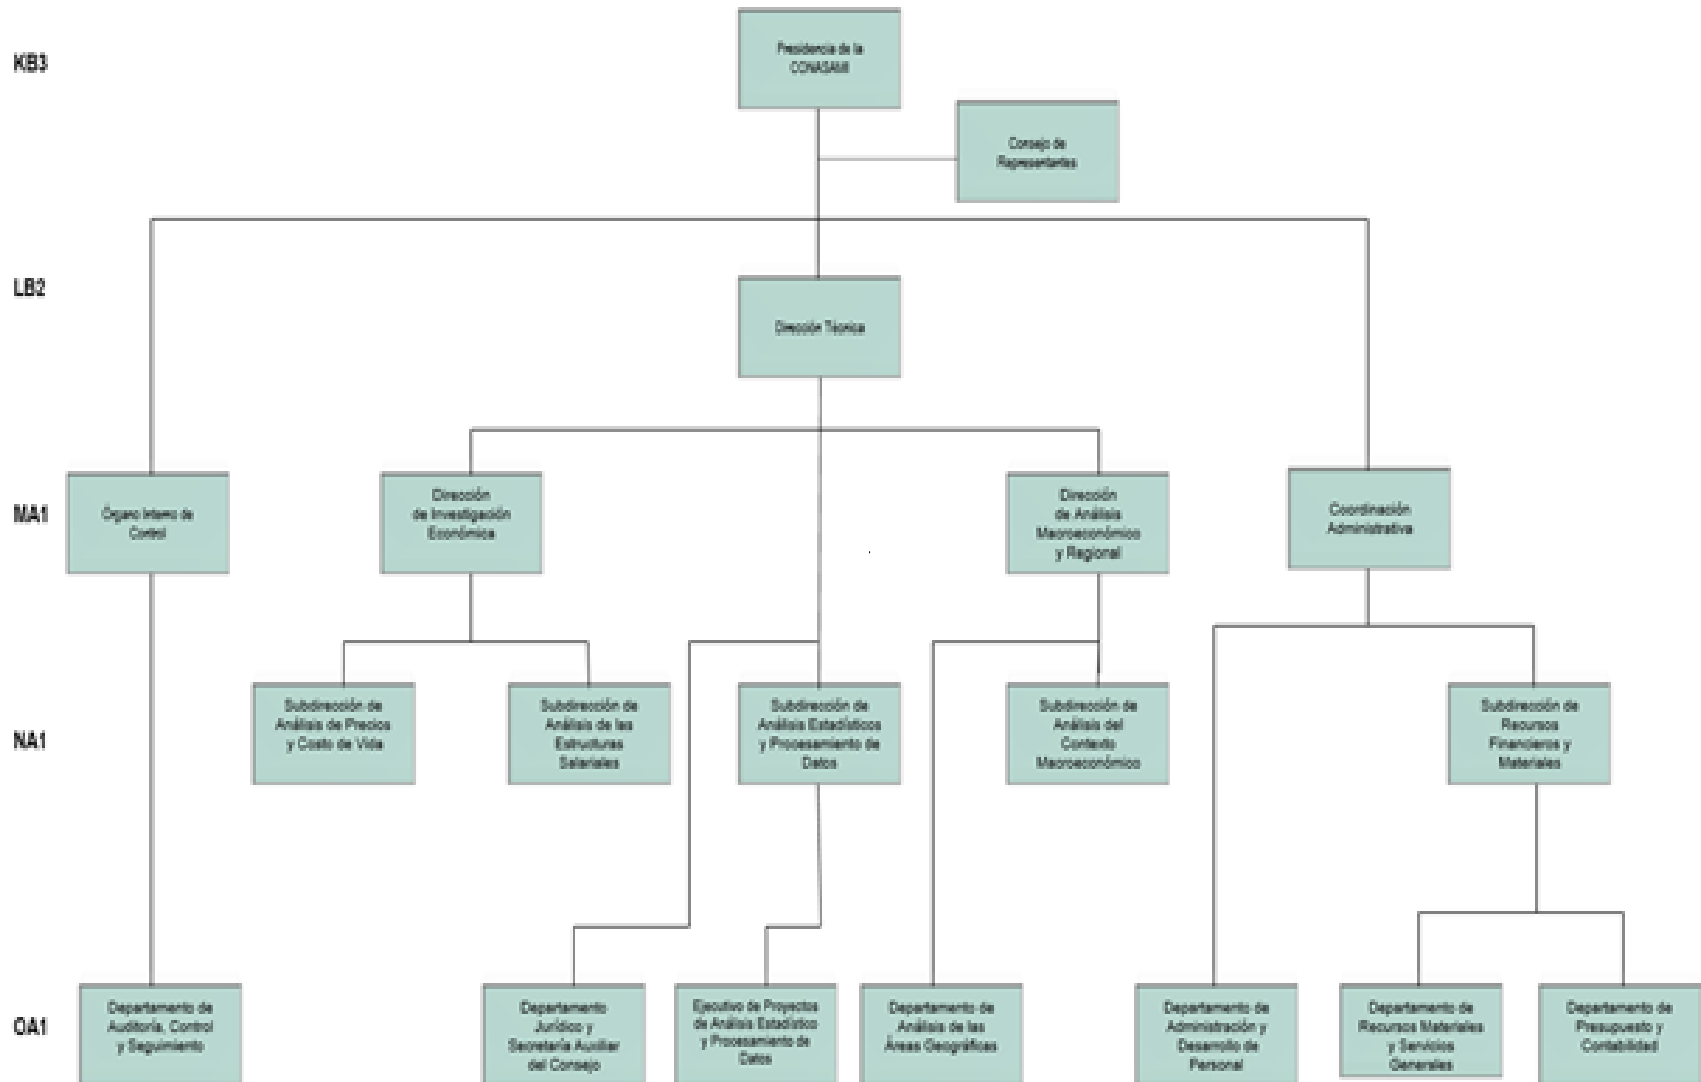 KB3
Presidencia de la
CONASAMI
Consejo de
Representantes
LB2
Dirección Técnica
MA1
Órgano Interno de
Control
Dirección
de Investigación
Económica
Dirección
de Análisis
Macroeconómico
y Regional
Coordinación
Administrativa
NA1
Subdirección de
Análisis de Precios
y Costo de Vida
Subdirección de
Análisis de las
Estructuras
Salariales
Subdirección de
Análisis Estadísticos
y Procesamiento de
Datos
Subdirección de
Análisis del
Contexto
Macroeconómico
Subdirección de
Recursos
Financieros y
Materiales
OA1
Departamento de
Auditoría, Control
y Seguimiento
Departamento
Jurídico y
Secretaría Auxiliar
del Consejo
Ejecutivo de Proyectos
de Análisis Estadístico
y Procesamiento de
Datos
Departamento de
Análisis de las
Áreas Geográficas
Departamento de
Administración y
Desarrollo de
Personal
Departamento de
Recursos Materiales
y Servicios
Generales
Departamento de
Presupuesto y
Contabilidad